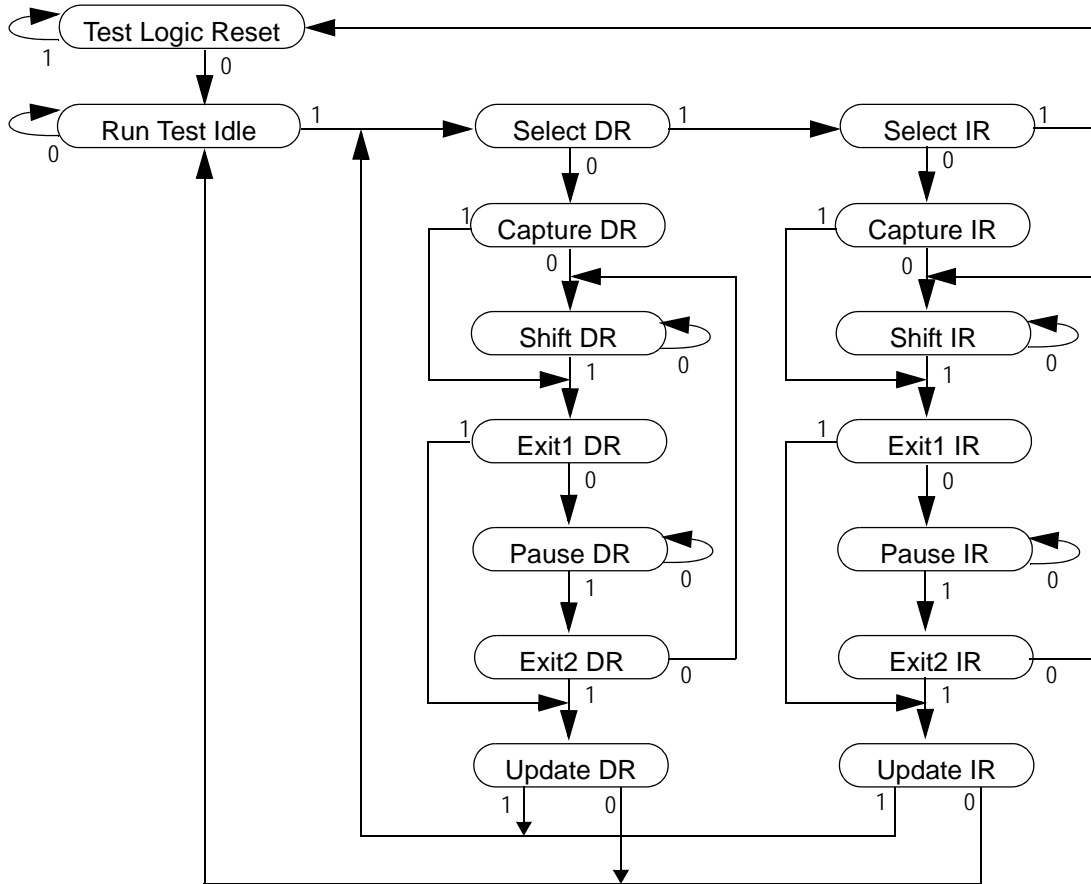 Test Logic Reset
1
0
Run Test Idle
1
0
Select DR
1
0
Select IR
1
0
1
Capture DR
0
1
Capture IR
0
Shift DR
0
1
Shift IR
0
1
1
Exit1 DR
0
1
Exit1 IR
0
Pause DR
0
1
Pause IR
0
1
Exit2 DR
0
1
Exit2 IR
0
1
Update DR
1
0
Update IR
1
0